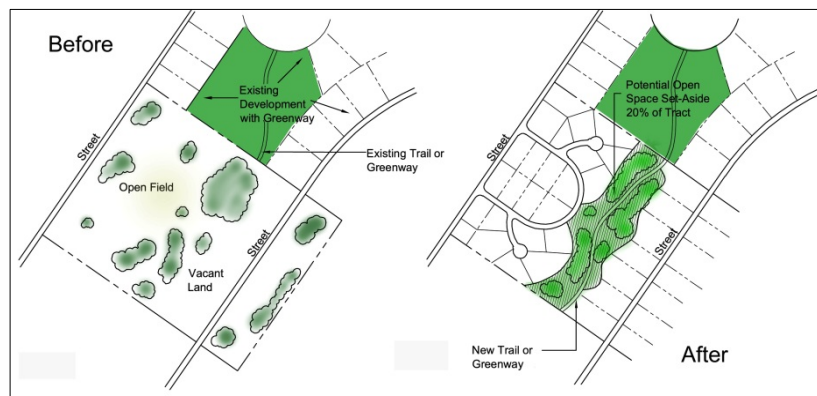 Before
Existing
Development
with Greenway
Street
Existing Trail or
Greenway
Open Field
Street
Vacant
Land
Potential Open
Space Set-Aside
20% of Tract
Street
Street
New Trail or
Greenway
After